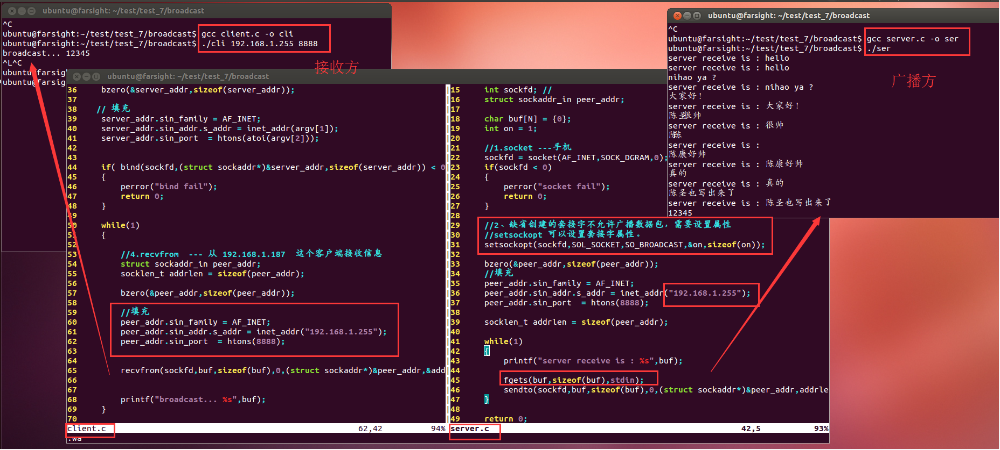 ubuntu@farsight: ~/test/test_7/broadcast
^C
ubuntu@farsight:~/test/test_7/broadcast$ gcc client.c -o cli
ubuntu@farsight:~/test/test_7/broadcast$ ./cli 192.168.1.255 8888
broadcast... 12345
^L^C
ubuntu@farsigh
ubuntu@farsig
接收方
ubuntu@farsight: ~/test/test_7/broadcast
36 bzero(&server_addr,sizeof(server_addr));
37
38 // 填充
39 server_addr.sin_family = AF_INET;
40 server_addr.sin_addr.s_addr = inet_addr(argv[1]);
41 server_addr.sin_port  = htons(atoi(argv[2]));
42
43
44 if( bind(sockfd,(struct sockaddr*)&server_addr,sizeof(server_addr)) < 0
45 {
46 perror("bind fail");
47 return 0;
48 }
49
50 while(1)
51 {
52
53 //4.recvfrom  --- 从 192.168.1.187  这个客户端接收信息
54 struct sockaddr_in peer_addr;
55 socklen_t addrlen = sizeof(peer_addr);
56
57 bzero(&peer_addr,sizeof(peer_addr));
58
59 //填充
60 peer_addr.sin_family = AF_INET;
61 peer_addr.sin_addr.s_addr = inet_addr("192.168.1.255");
62 peer_addr.sin_port  = htons(8888);
63
64
65 recvfrom(sockfd,buf,sizeof(buf),0,(struct sockaddr*)&peer_addr,&add
66
67
68 printf("broadcast... %s",buf);
69 }
70
client.c 62,42 94%
:wa
15 int sockfd; //
16 struct sockaddr_in peer_addr;
17
18 char buf[N] = {0};
19 int on = 1;
20
21 //1.socket ---手机
22 sockfd = socket(AF_INET,SOCK_DGRAM,0);
23 if(sockfd < 0)
24 {
25 perror("socket fail");
26 return 0;
27 }
28
29 //2、缺省创建的套接字不允许广播数据包，需要设置属性
30 //setsockopt 可以设置套接字属性。
31 setsockopt(sockfd,SOL_SOCKET,SO_BROADCAST,&on,sizeof(on));
32
33 bzero(&peer_addr,sizeof(peer_addr));
34 //填充
35 peer_addr.sin_family = AF_INET;
36 peer_addr.sin_addr.s_addr = inet_addr("192.168.1.255");
37 peer_addr.sin_port  = htons(8888);
38
39 socklen_t addrlen = sizeof(peer_addr);
40
41 while(1)
42 {
43 printf("server receive is : %s",buf);
44
45 fgets(buf,sizeof(buf),stdin);
46 sendto(sockfd,buf,sizeof(buf),0,(struct sockaddr*)&peer_addr,addrle
47 }
48
49 return 0;
server.c 42,5 93%
ubuntu@farsight: ~/test/test_7/broadcast
^C
ubuntu@farsight:~/test/test_7/broadcast$ gcc server.c -o ser
ubuntu@farsight:~/test/test_7/broadcast$ ./ser
server receive is : hello
server receive is : hello
nihao ya ?
server receive is : nihao ya ?
大家好!
server receive is : 大家好!
陈圣很帅
server receive is : 很帅
server receive is :
陈康好帅
server receive is : 陈康好帅
真的
server receive is : 真的
陈圣也写出来了
server receive is : 陈圣也写出来了
12345
广播方